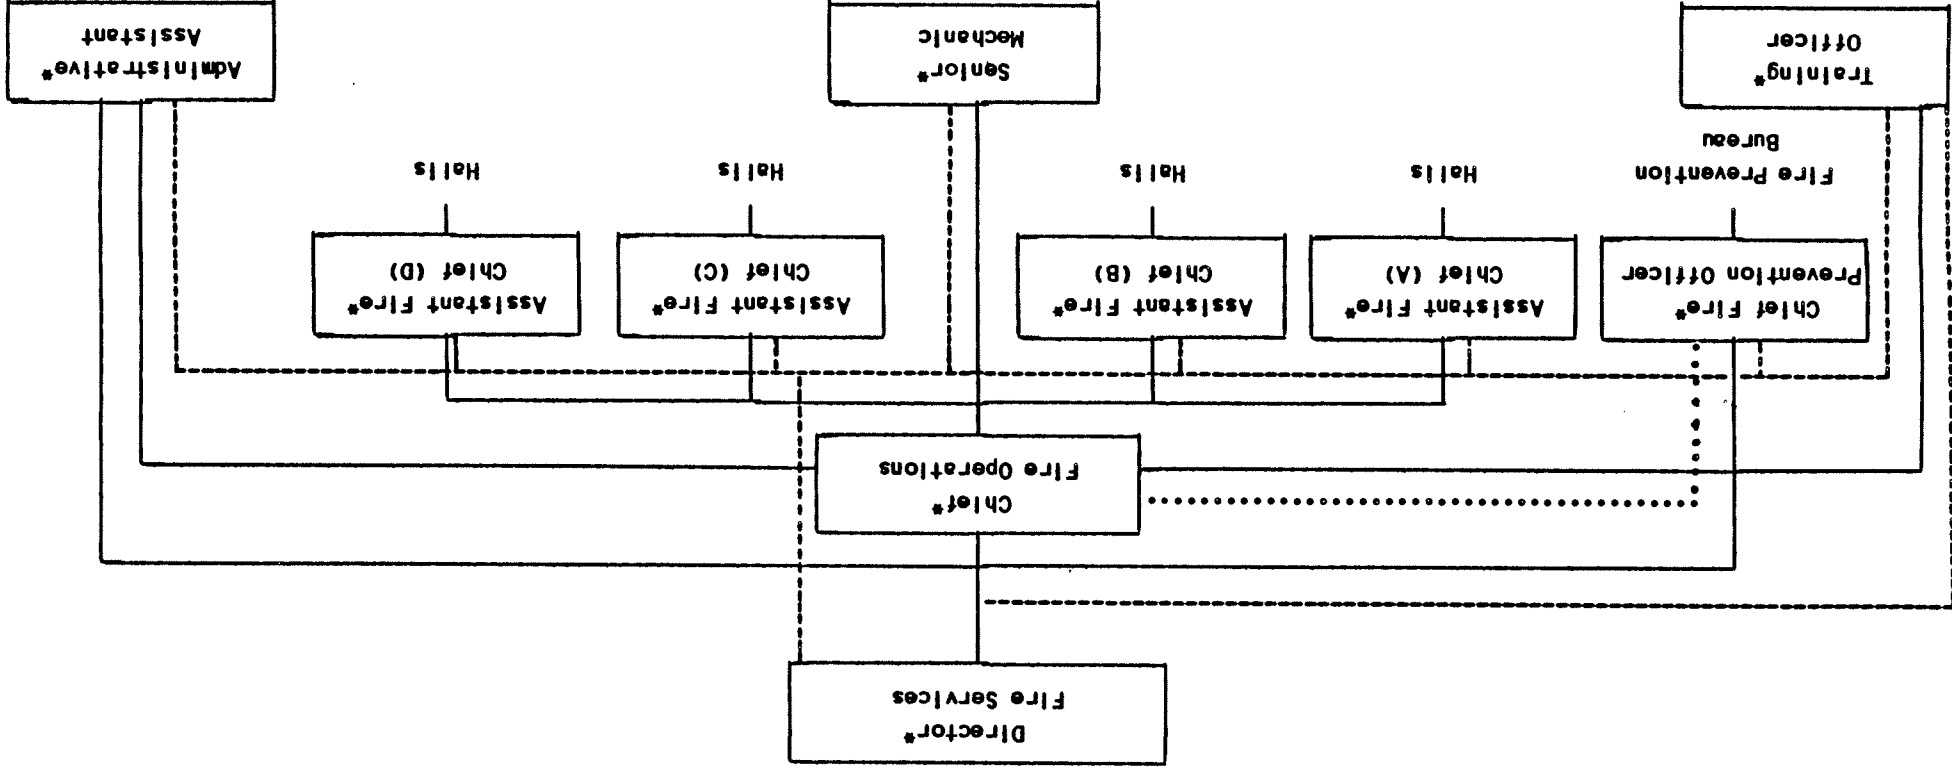 Director*
Fire Services
Chief*
Fire Operations
Chief Fire*
Prevention Officer
Assistant Fire*
Chief (A)
Assistant Fire*
Chief (B)
Assistant Fire*
Chief (C)
Assistant Fire*
Chief (D)
Fire Prevention
Bureau
Halls
Halls
Halls
Halls
Training*
Officer
Senior*
Mechanic
Administrative*
Assistant